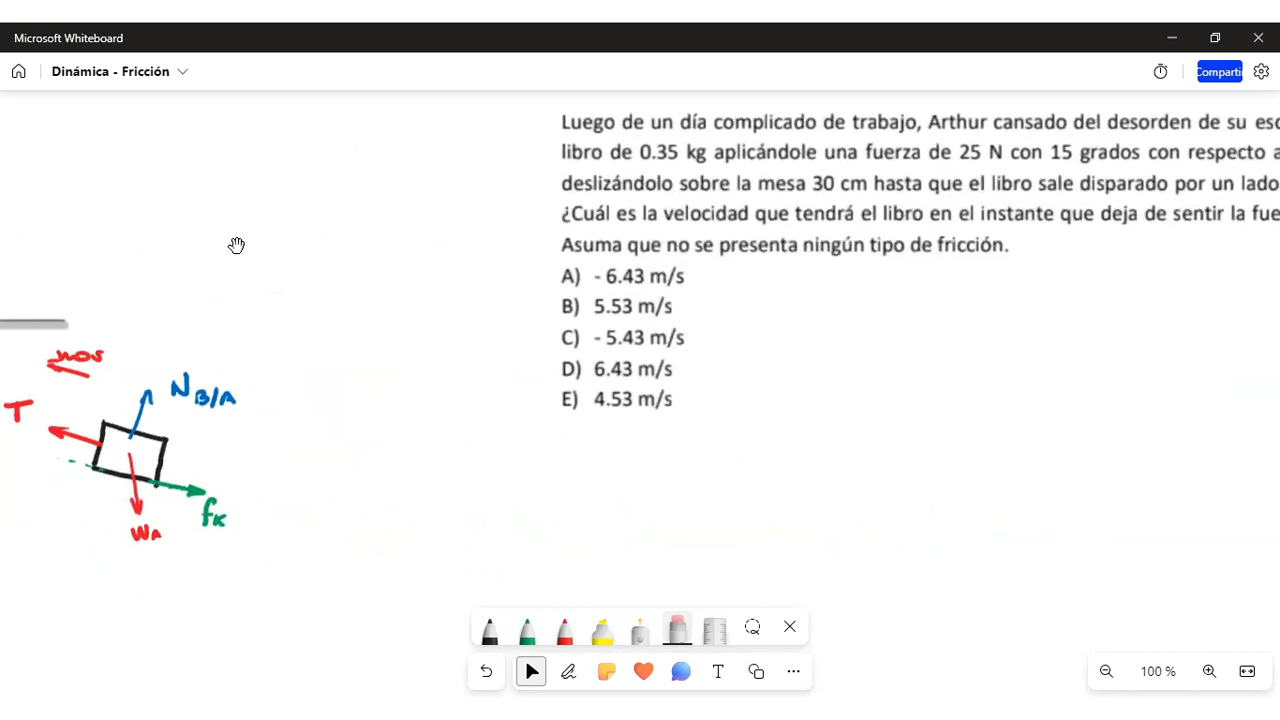 Microsoft Whiteboard
Dinámica - Fricción
Comparti
Luego de un día complicado de trabajo, Arthur cansado del desorden de su esc
libro de 0.35 kg aplicándole una fuerza de 25 N con 15 grados con respecto a
deslizándolo sobre la mesa 30 cm hasta que el libro sale disparado por un lado
¿Cuál es la velocidad que tendrá el libro en el instante que deja de sentir la fue
Asuma que no se presenta ningún tipo de fricción.
A) - 6.43 m/s
B) 5.53 m/s
C) - 5.43 m/s
D) 6.43 m/s
E) 4.53 m/s
mov
N B/A
T
fK
WA
T
100 %